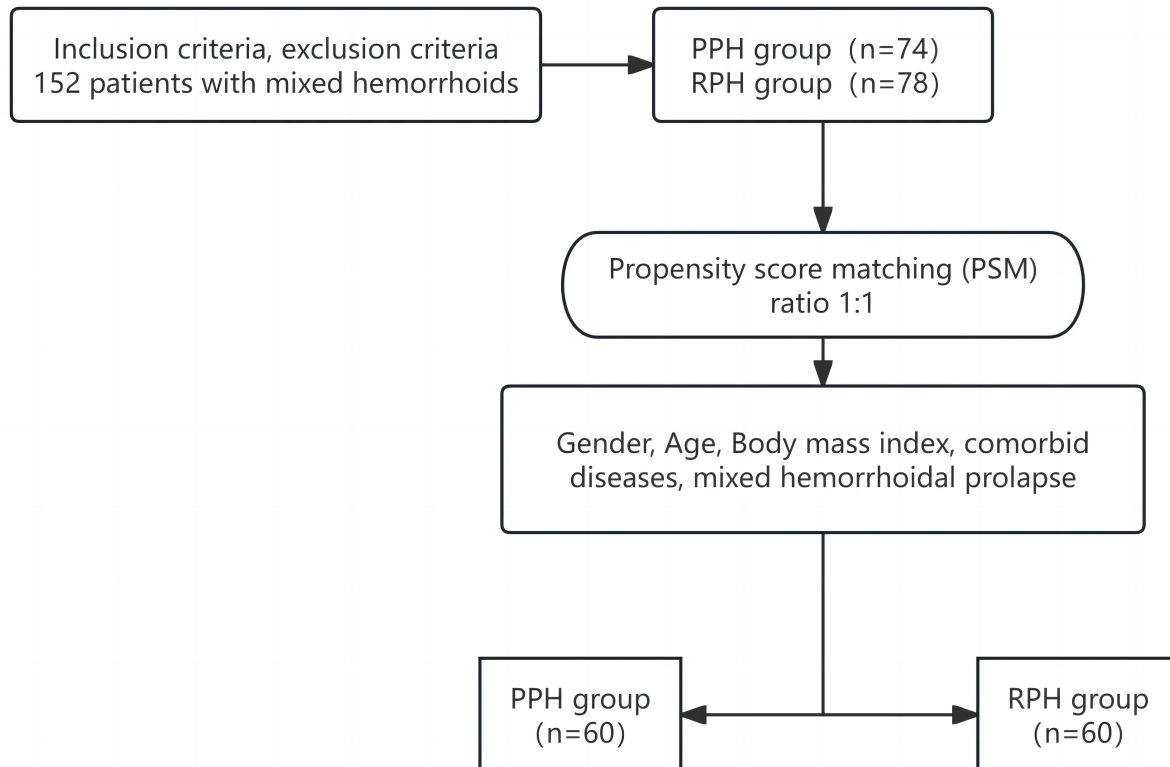 Inclusion criteria, exclusion criteria
152 patients with mixed hemorrhoids
PPH group（n=74）
RPH group（n=78）
Propensity score matching (PSM)
ratio 1:1
Gender, Age, Body mass index, comorbid
diseases, mixed hemorrhoidal prolapse
PPH group
（n=60）
RPH group
（n=60）